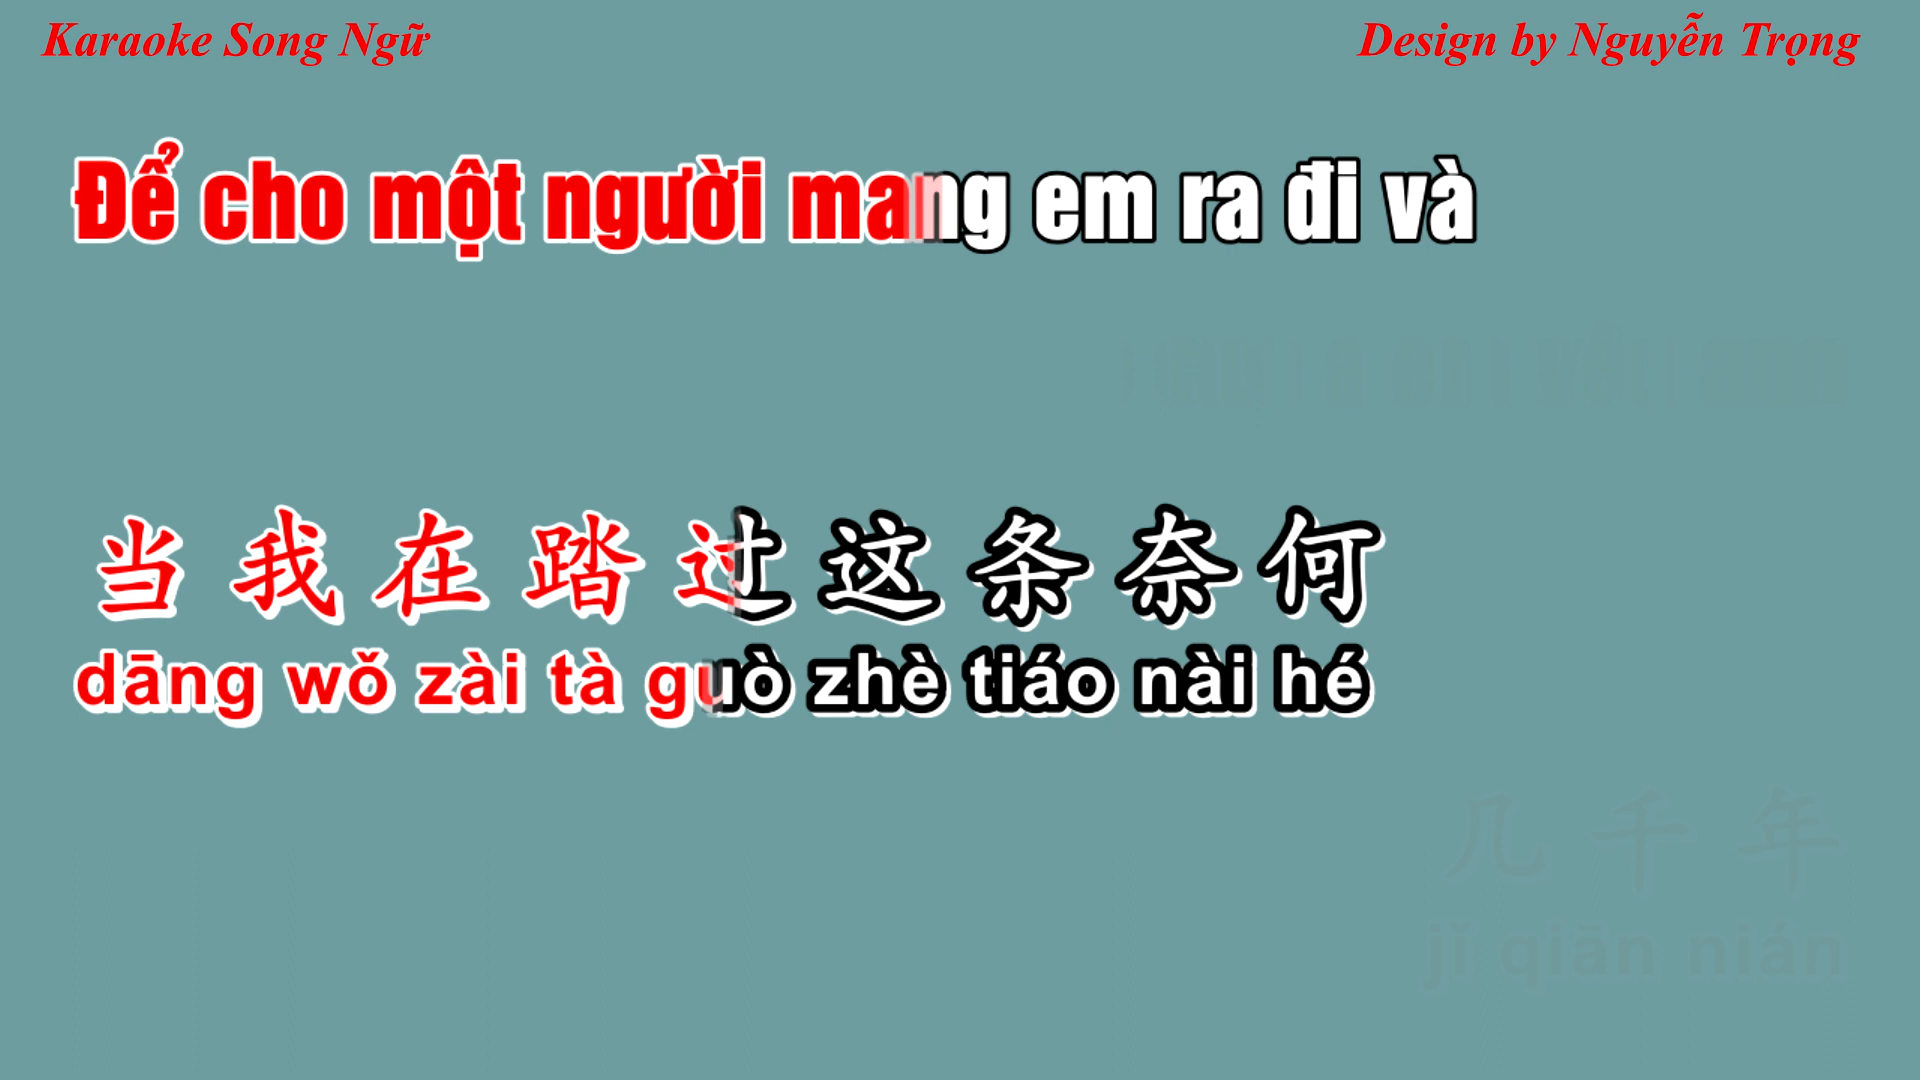 Karaoke Song Ngữ
Design by Nguyễn Trọng
Để cho một người mang em ra đi và
当我在踏过这条奈何
dāng wǒ zài tà guò zhè tiáo nài hé
几千年
jǐ qiān nián